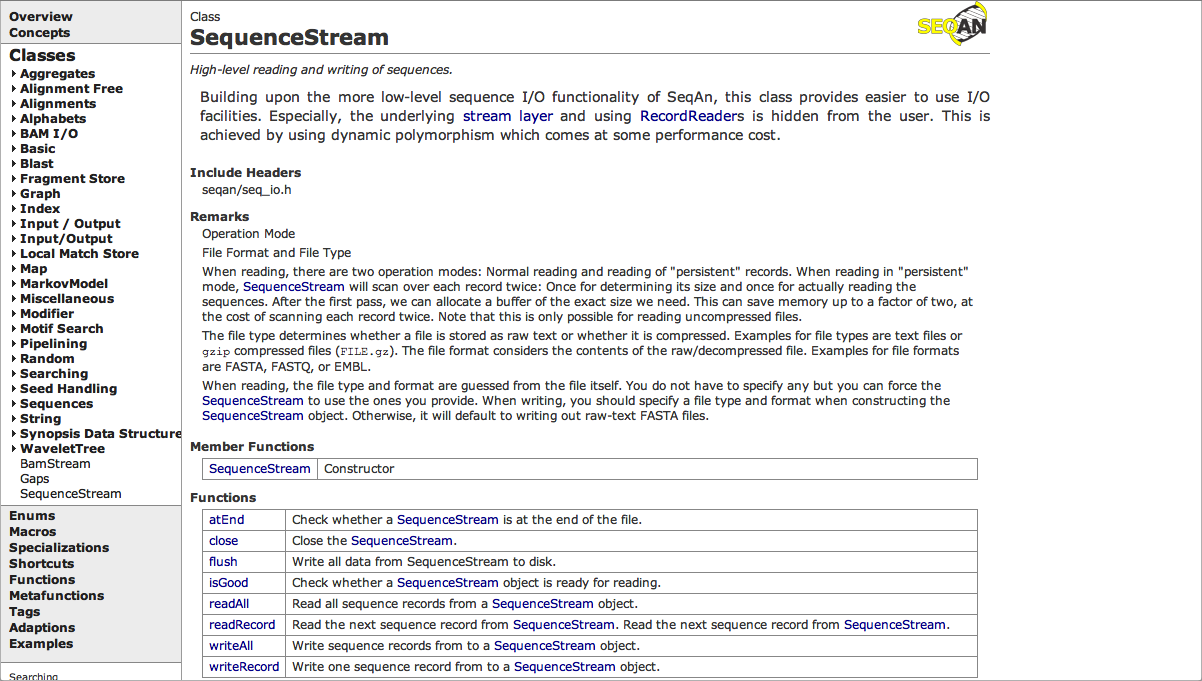 Overview
Concepts
Classes
Aggregates
Alignment Free
Alignments
Alphabets
BAM I/O
Basic
Blast
Fragment Store
Graph
Index
Input / Output
Input/Output
Local Match Store
Map
MarkovModel
Miscellaneous
Modifier
Motif Search
Pipelining
Random
Searching
Seed Handling
Sequences
String
Synopsis Data Structure
WaveletTree
BamStream
Gaps
SequenceStream
Enums
Macros
Specializations
Shortcuts
Functions
Metafunctions
Tags
Adaptions
Examples
Searching
Class
SequenceStream
SEQAN
High-level reading and writing of sequences.
Building upon the more low-level sequence I/O functionality of SeqAn, this class provides easier to use I/O
facilities. Especially, the underlying stream layer and using RecordReaders is hidden from the user. This is
achieved by using dynamic polymorphism which comes at some performance cost.
Include Headers
seqan/seq_io.h
Remarks
Operation Mode
File Format and File Type
When reading, there are two operation modes: Normal reading and reading of "persistent" records. When reading in "persistent"
mode, SequenceStream will scan over each record twice: Once for determining its size and once for actually reading the
sequences. After the first pass, we can allocate a buffer of the exact size we need. This can save memory up to a factor of two, at
the cost of scanning each record twice. Note that this is only possible for reading uncompressed files.
The file type determines whether a file is stored as raw text or whether it is compressed. Examples for file types are text files or
gzip compressed files (FILE.gz). The file format considers the contents of the raw/decompressed file. Examples for file formats
are FASTA, FASTQ, or EMBL.
When reading, the file type and format are guessed from the file itself. You do not have to specify any but you can force the
SequenceStream to use the ones you provide. When writing, you should specify a file type and format when constructing the
SequenceStream object. Otherwise, it will default to writing out raw-text FASTA files.
Member Functions
SequenceStream Constructor
Functions
atEnd Check whether a SequenceStream is at the end of the file.
close Close the SequenceStream.
flush Write all data from SequenceStream to disk.
isGood Check whether a SequenceStream object is ready for reading.
readAll Read all sequence records from a SequenceStream object.
readRecord Read the next sequence record from SequenceStream. Read the next sequence record from SequenceStream.
writeAll Write sequence records from to a SequenceStream object.
writeRecord Write one sequence record from to a SequenceStream object.